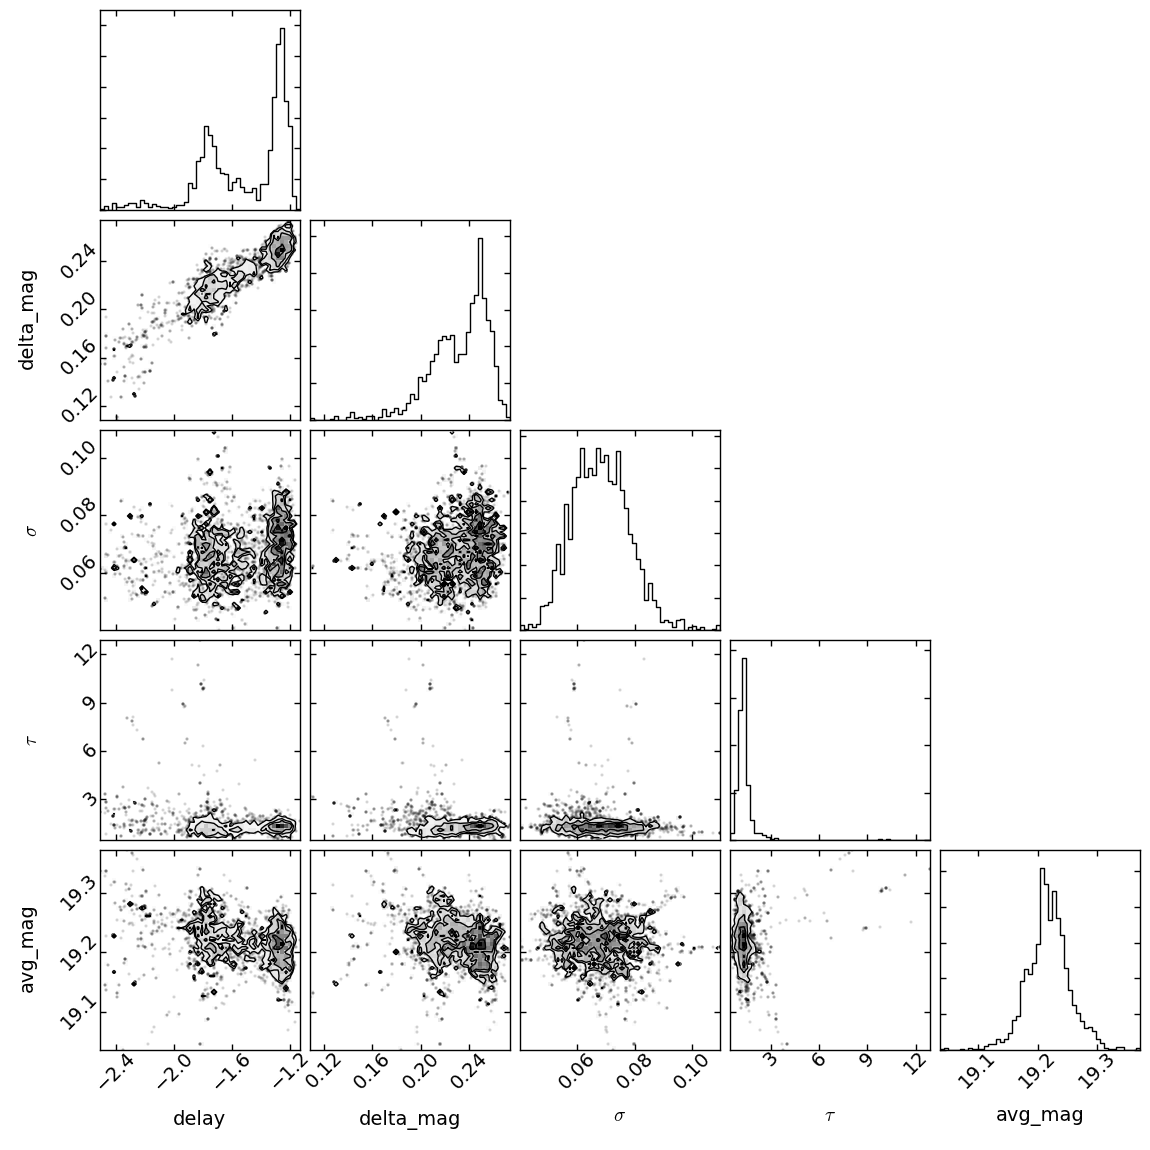 0.24
0.20
0.16
0.12
delta_mag
0.10
0.08
0.06
σ
12
9
6
3
τ
19.3
19.2
19.1
avg_mag
−2.4 −2.0 −1.6 −1.2
delay
0.12 0.16 0.20 0.24
delta_mag
0.06 0.08 0.10
σ
3 6 9 12
τ
19.1 19.2 19.3
avg_mag